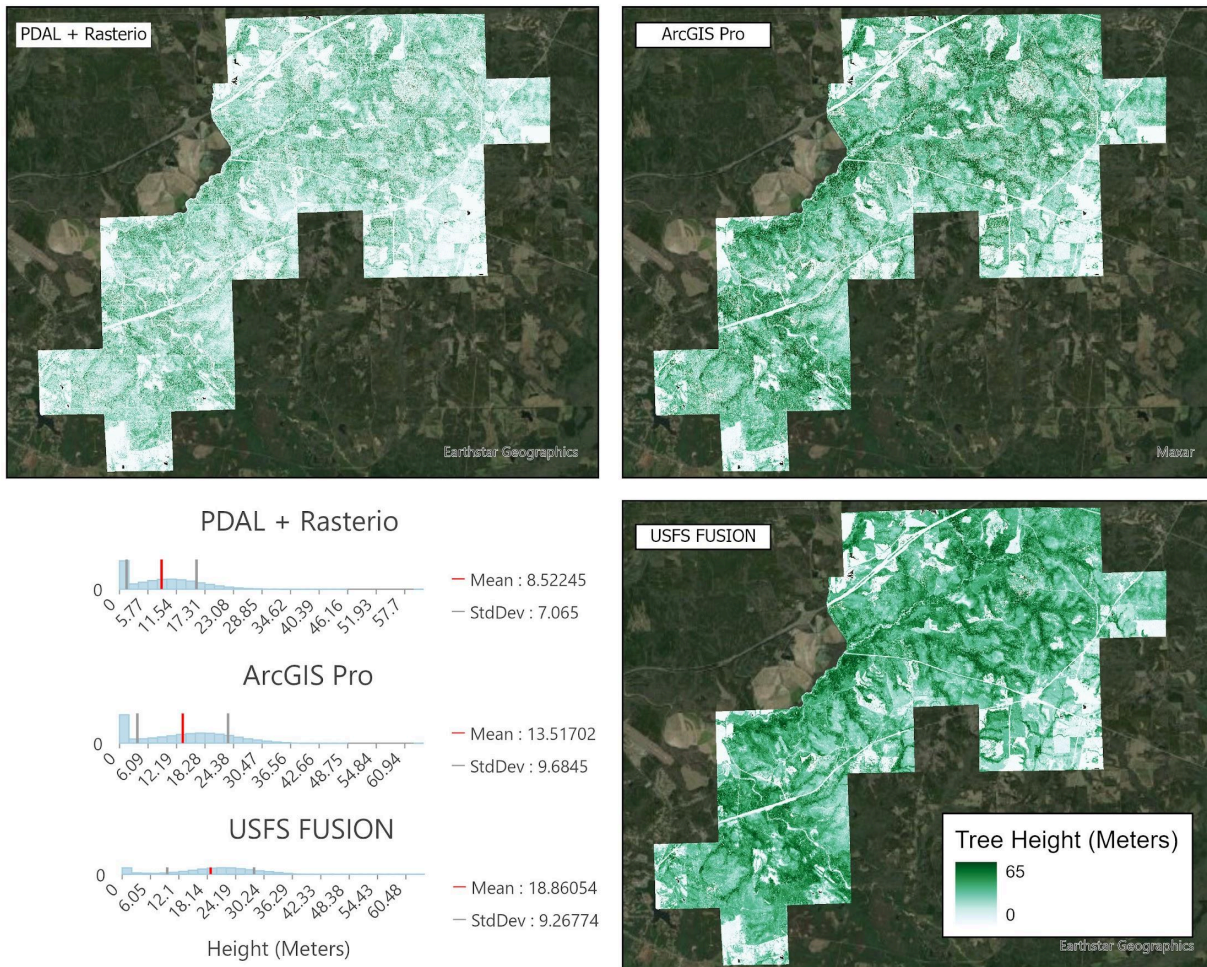 PDAL + Rasterio
Earthstar Geographics
ArcGIS Pro
Maxar
PDAL + Rasterio
0
0
5.77
11.54
17.31
23.08
28.85
34.62
40.39
46.16
51.93
57.7
Mean : 8.52245
StdDev : 7.065
ArcGIS Pro
0
0
6.09
12.19
18.28
24.38
30.47
36.56
42.66
48.75
54.84
60.94
Mean : 13.51702
StdDev : 9.6845
USFS FUSION
0
0
6.05
12.1
18.14
24.19
30.24
36.29
42.33
48.38
54.43
60.48
Mean : 18.86054
StdDev : 9.26774
Height (Meters)
USFS FUSION
Tree Height (Meters)
65
0
Earthstar Geographics